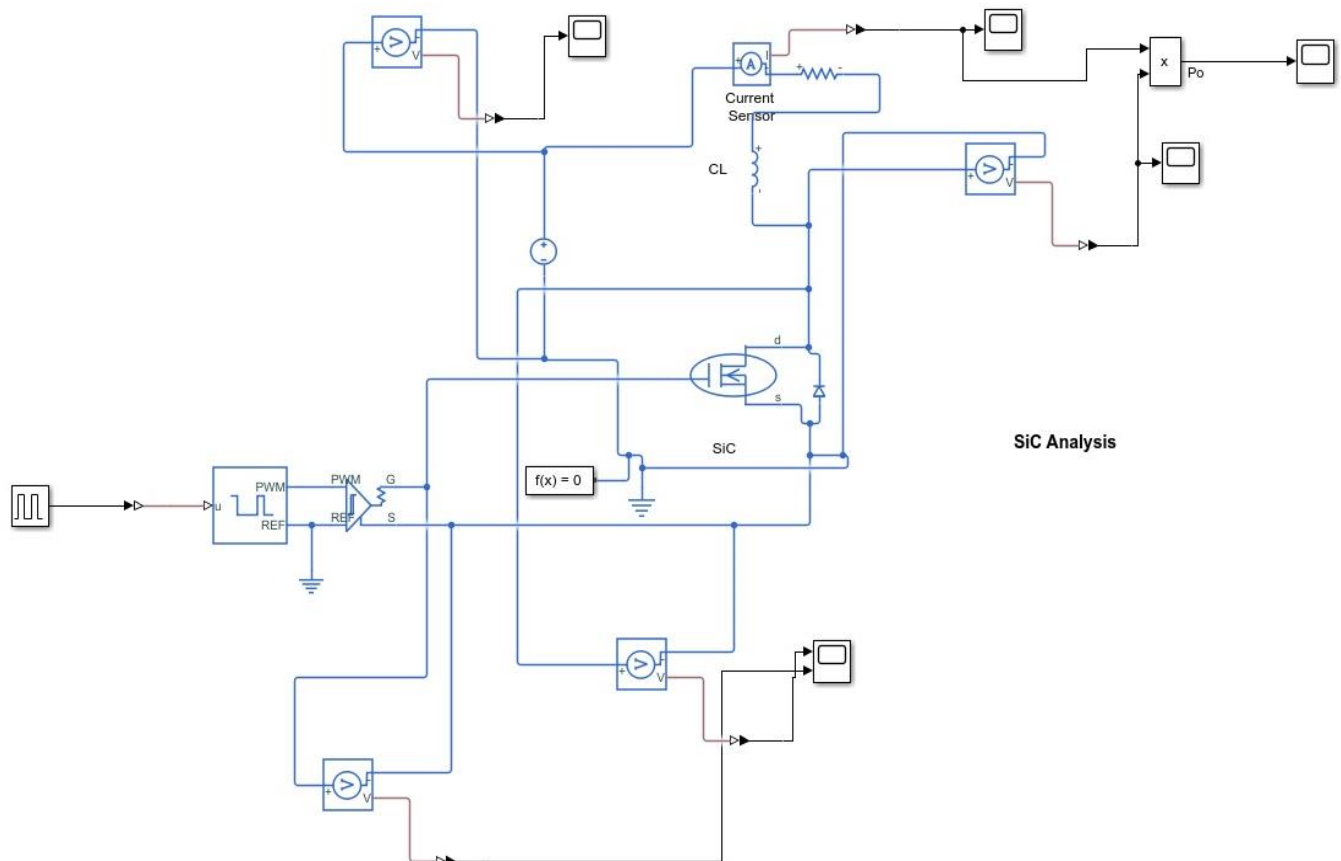 V
V
I
A
Current
Sensor
x
Po
CL
V
V
d
s
SiC
SiC Analysis
f(x) = 0
u
PWM
REF
PWM
REF
G
S
V
V
V
V